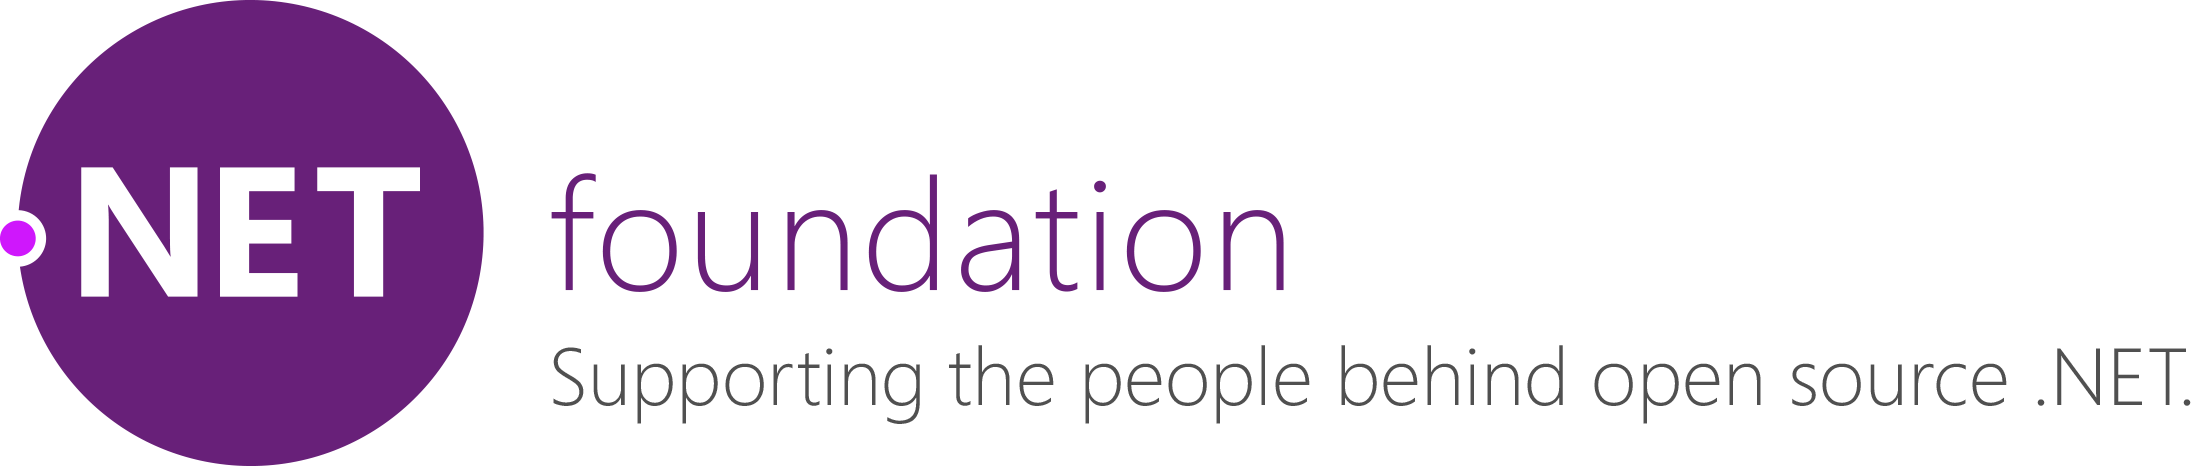 .NET
foundation
Supporting the people behind open source .NET.